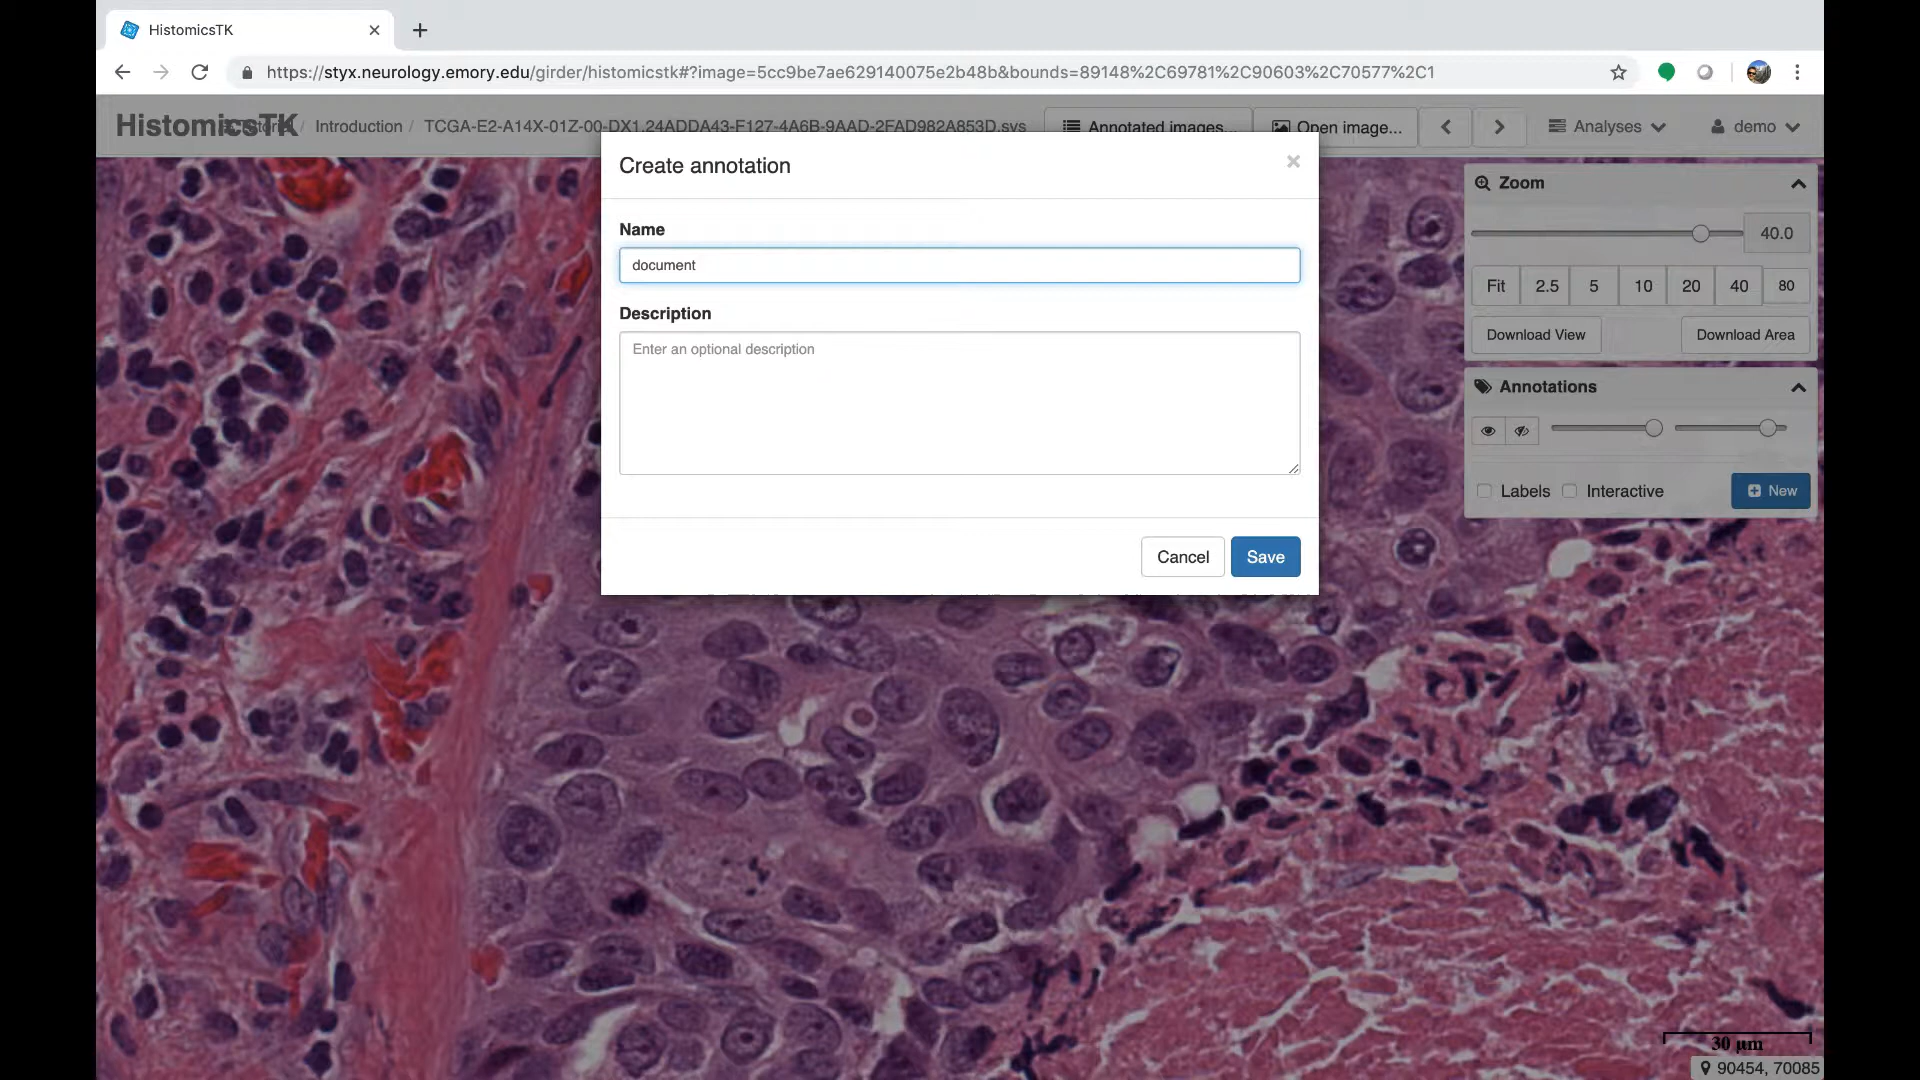 HistomicsTK
https://styx.neurology.emory.edu/girder/histomicstk#?image=5cc9be7ae629140075e2b48b&bounds=89148%2C69781%2C90603%2C70577%2C1
HistomicsTK
Tutorial / Introduction / TCGA-E2-A14X-01Z-00-DX1.24ADDA43-F127-4A6B-9AAD-2FAD982A853D.svs Annotated images... Open image... Analyses demo
Create annotation ×
Name
document
Description
Enter an optional description
Cancel Save
Zoom
40.0
Fit 2.5 5 10 20 40 80
Download View Download Area
Annotations
Labels Interactive New
30 µm
90454, 70085